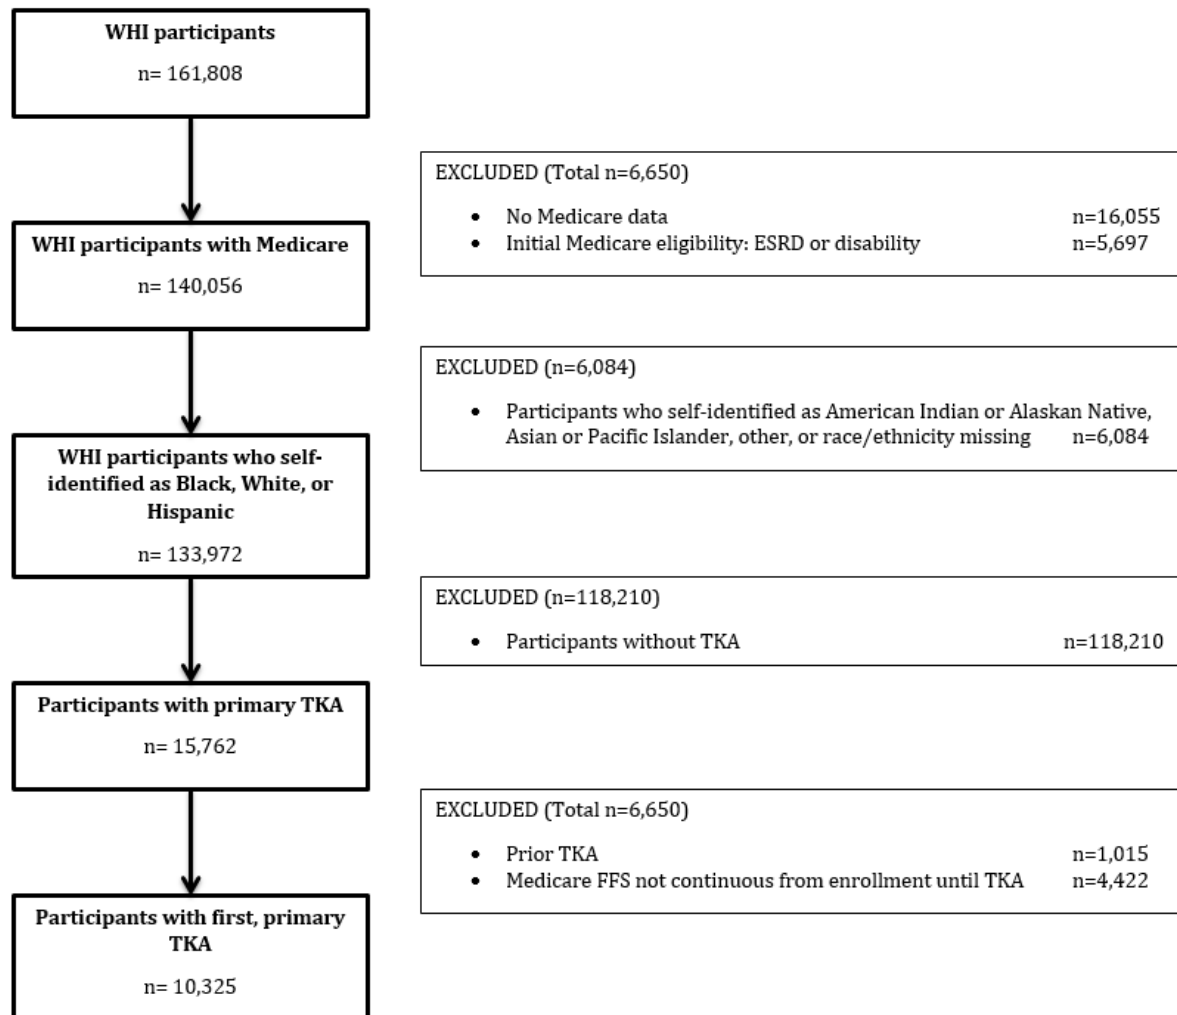 WHI participants
n= 161,808
EXCLUDED (Total n=6,650)
• No Medicare data n=16,055
• Initial Medicare eligibility: ESRD or disability n=5,697
WHI participants with Medicare
n= 140,056
EXCLUDED (n=6,084)
• Participants who self-identified as American Indian or Alaskan Native,
Asian or Pacific Islander, other, or race/ethnicity missing n=6,084
WHI participants who self-
identified as Black, White, or
Hispanic
n= 133,972
EXCLUDED (n=118,210)
• Participants without TKA n=118,210
Participants with primary TKA
n= 15,762
EXCLUDED (Total n=6,650)
• Prior TKA n=1,015
• Medicare FFS not continuous from enrollment until TKA n=4,422
Participants with first, primary
TKA
n= 10,325